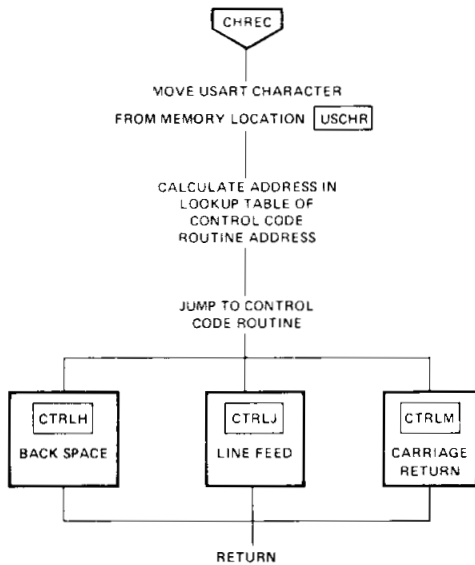 CHREC
MOVE USART CHARACTER
FROM MEMORY LOCATION USCHR
CALCULATE ADDRESS IN
LOOKUP TABLE OF
CONTROL CODE
ROUTINE ADDRESS
JUMP TO CONTROL
CODE ROUTINE
CTRLH
BACK SPACE
CTRLJ
LINE FEED
CTRLM
CARRIAGE
RETURN
RETURN